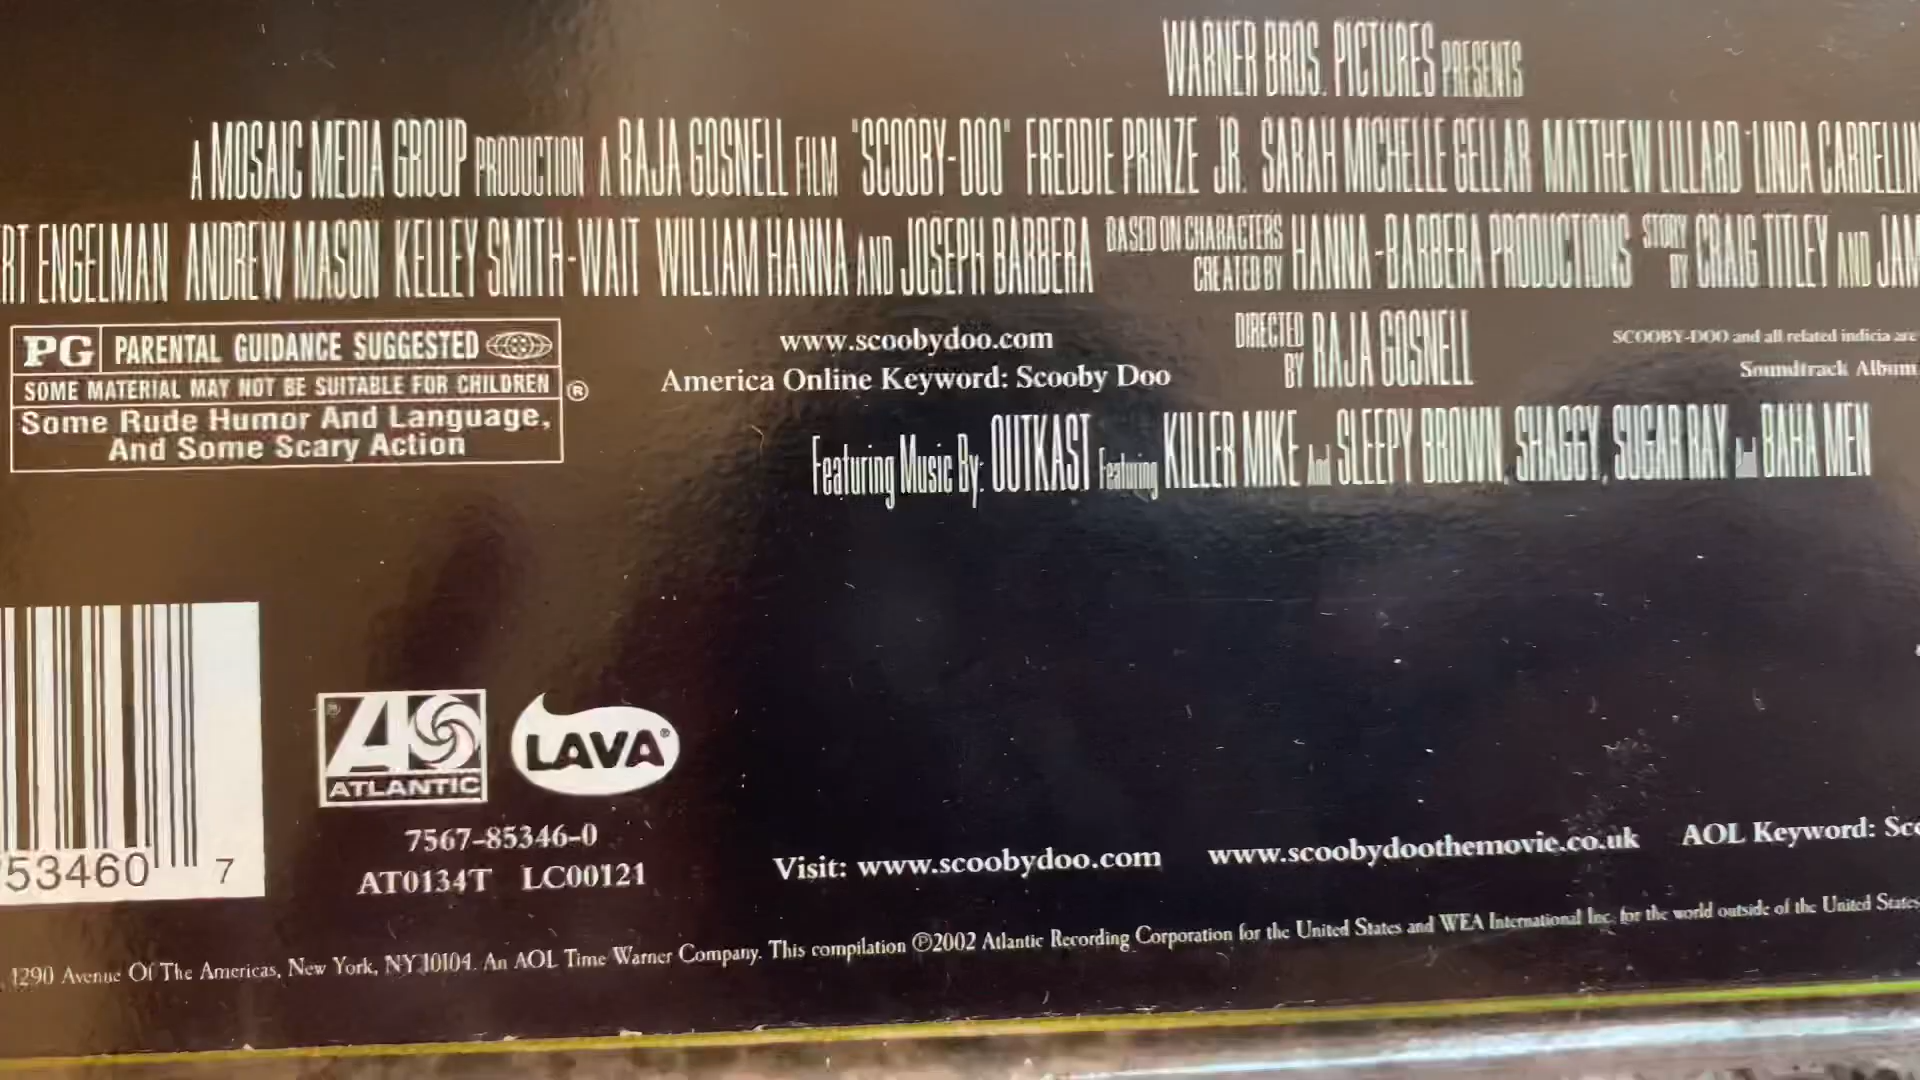 WARNER BROS. PICTURES PRESENTS
A MOSAIC MEDIA GROUP PRODUCTION A RAJA GOSNELL FILM "SCOOBY-DOO" FREDDIE PRINZE JR. SARAH MICHELLE GELLAR MATTHEW LILLARD LINDA CARDELLIN
RT ENGELMAN ANDREW MASON KELLEY SMITH-WAIT WILLIAM HANNA AND JOSEPH BARBERA BASED ON CHARACTERS CREATED BY HANNA-BARBERA PRODUCTIONS STORY BY CRAIG TITLEY AND JAM
PG PARENTAL GUIDANCE SUGGESTED
SOME MATERIAL MAY NOT BE SUITABLE FOR CHILDREN ®
Some Rude Humor And Language,
And Some Scary Action
www.scoobydoo.com
America Online Keyword: Scooby Doo
DIRECTED BY RAJA GOSNELL
SCOOBY-DOO and all related indicia are
Soundtrack Album
Featuring Music By: OUTKAST Featuring KILLER MIKE And SLEEPY BROWN, SHAGGY, SUGAR RAY And BAHA MEN
53460 7
ATLANTIC
LAVA®
7567-85346-0
AT0134T LC00121
Visit: www.scoobydoo.com www.scoobydoothemovie.co.uk AOL Keyword: Sco
1290 Avenue Of The Americas, New York, NY 10104. An AOL Time Warner Company. This compilation ℗2002 Atlantic Recording Corporation for the United States and WEA International Inc. for the world outside of the United States